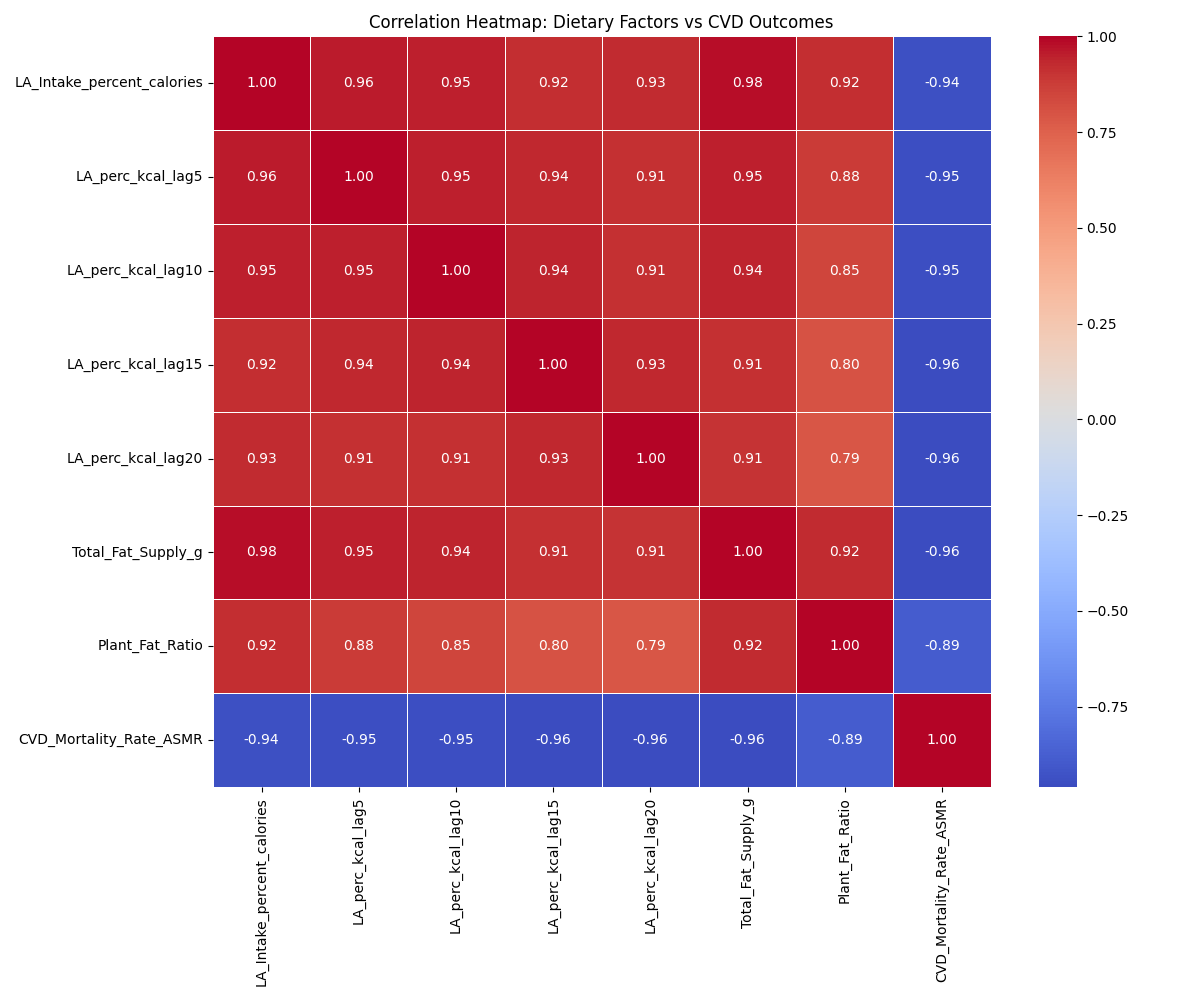 Correlation Heatmap: Dietary Factors vs CVD Outcomes
LA_Intake_percent_calories 1.00 0.96 0.95 0.92 0.93 0.98 0.92 -0.94
LA_perc_kcal_lag5 0.96 1.00 0.95 0.94 0.91 0.95 0.88 -0.95
LA_perc_kcal_lag10 0.95 0.95 1.00 0.94 0.91 0.94 0.85 -0.95
LA_perc_kcal_lag15 0.92 0.94 0.94 1.00 0.93 0.91 0.80 -0.96
LA_perc_kcal_lag20 0.93 0.91 0.91 0.93 1.00 0.91 0.79 -0.96
Total_Fat_Supply_g 0.98 0.95 0.94 0.91 0.91 1.00 0.92 -0.96
Plant_Fat_Ratio 0.92 0.88 0.85 0.80 0.79 0.92 1.00 -0.89
CVD_Mortality_Rate_ASMR -0.94 -0.95 -0.95 -0.96 -0.96 -0.96 -0.89 1.00
LA_Intake_percent_calories
LA_perc_kcal_lag5
LA_perc_kcal_lag10
LA_perc_kcal_lag15
LA_perc_kcal_lag20
Total_Fat_Supply_g
Plant_Fat_Ratio
CVD_Mortality_Rate_ASMR
1.00
0.75
0.50
0.25
0.00
−0.25
−0.50
−0.75